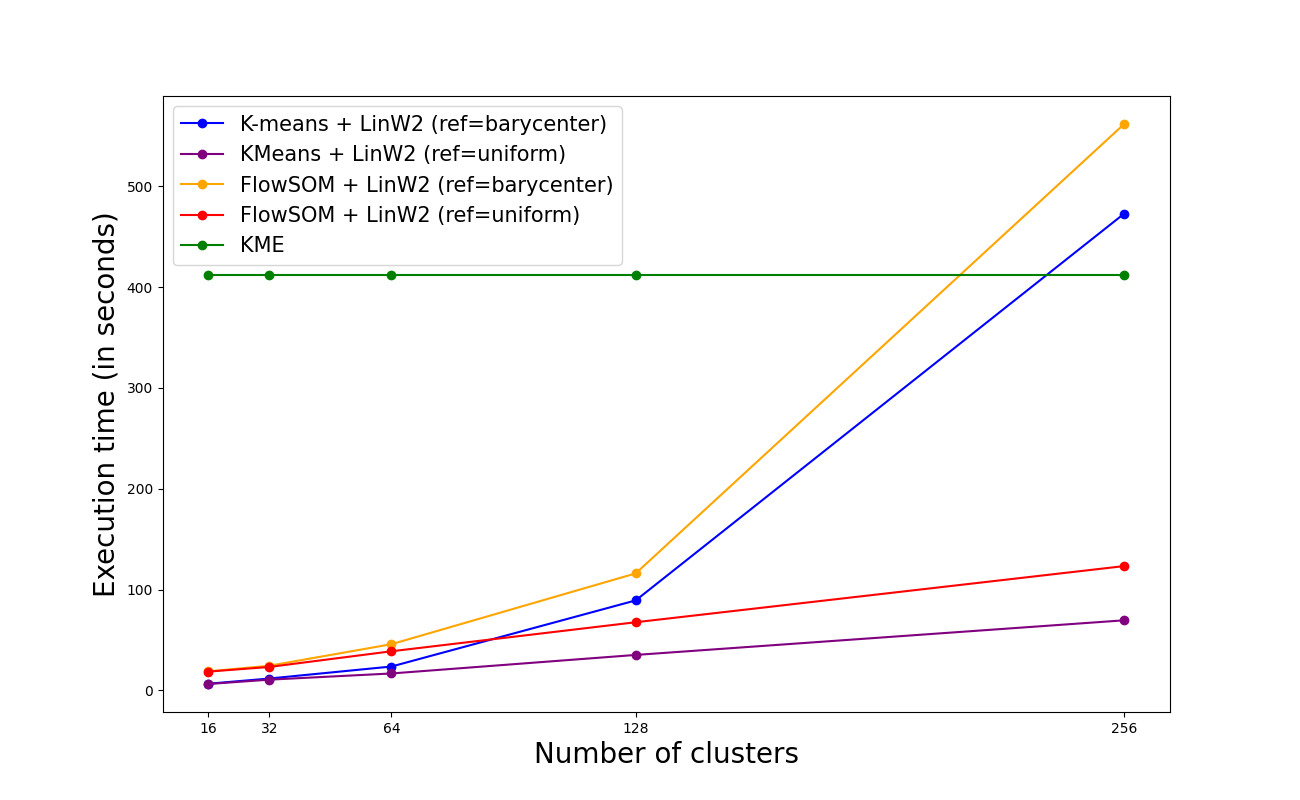 K-means + LinW2 (ref=barycenter)
KMeans + LinW2 (ref=uniform)
FlowSOM + LinW2 (ref=barycenter)
FlowSOM + LinW2 (ref=uniform)
KME
Execution time (in seconds)
500
400
300
200
100
0
16 32 64 128 256
Number of clusters